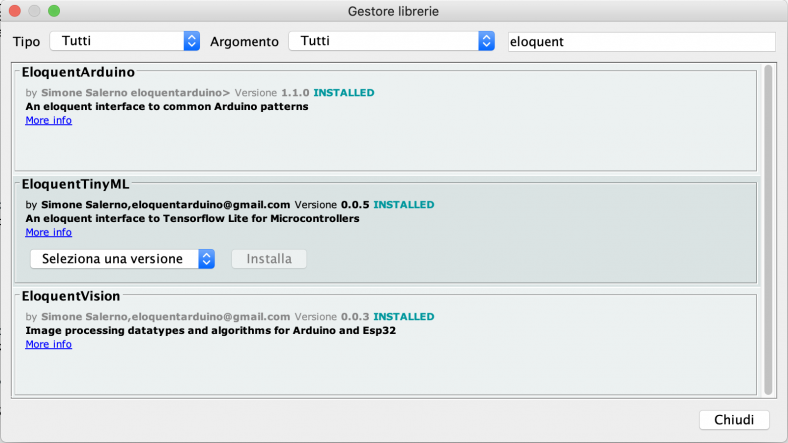 Gestore librerie
Tipo Tutti Argomento Tutti eloquent
EloquentArduino
by Simone Salerno eloquentarduino> Versione 1.1.0 INSTALLED
An eloquent interface to common Arduino patterns
More info
EloquentTinyML
by Simone Salerno,eloquentarduino@gmail.com Versione 0.0.5 INSTALLED
An eloquent interface to Tensorflow Lite for Microcontrollers
More info
Seleziona una versione Installa
EloquentVision
by Simone Salerno,eloquentarduino@gmail.com Versione 0.0.3 INSTALLED
Image processing datatypes and algorithms for Arduino and Esp32
More info
Chiudi